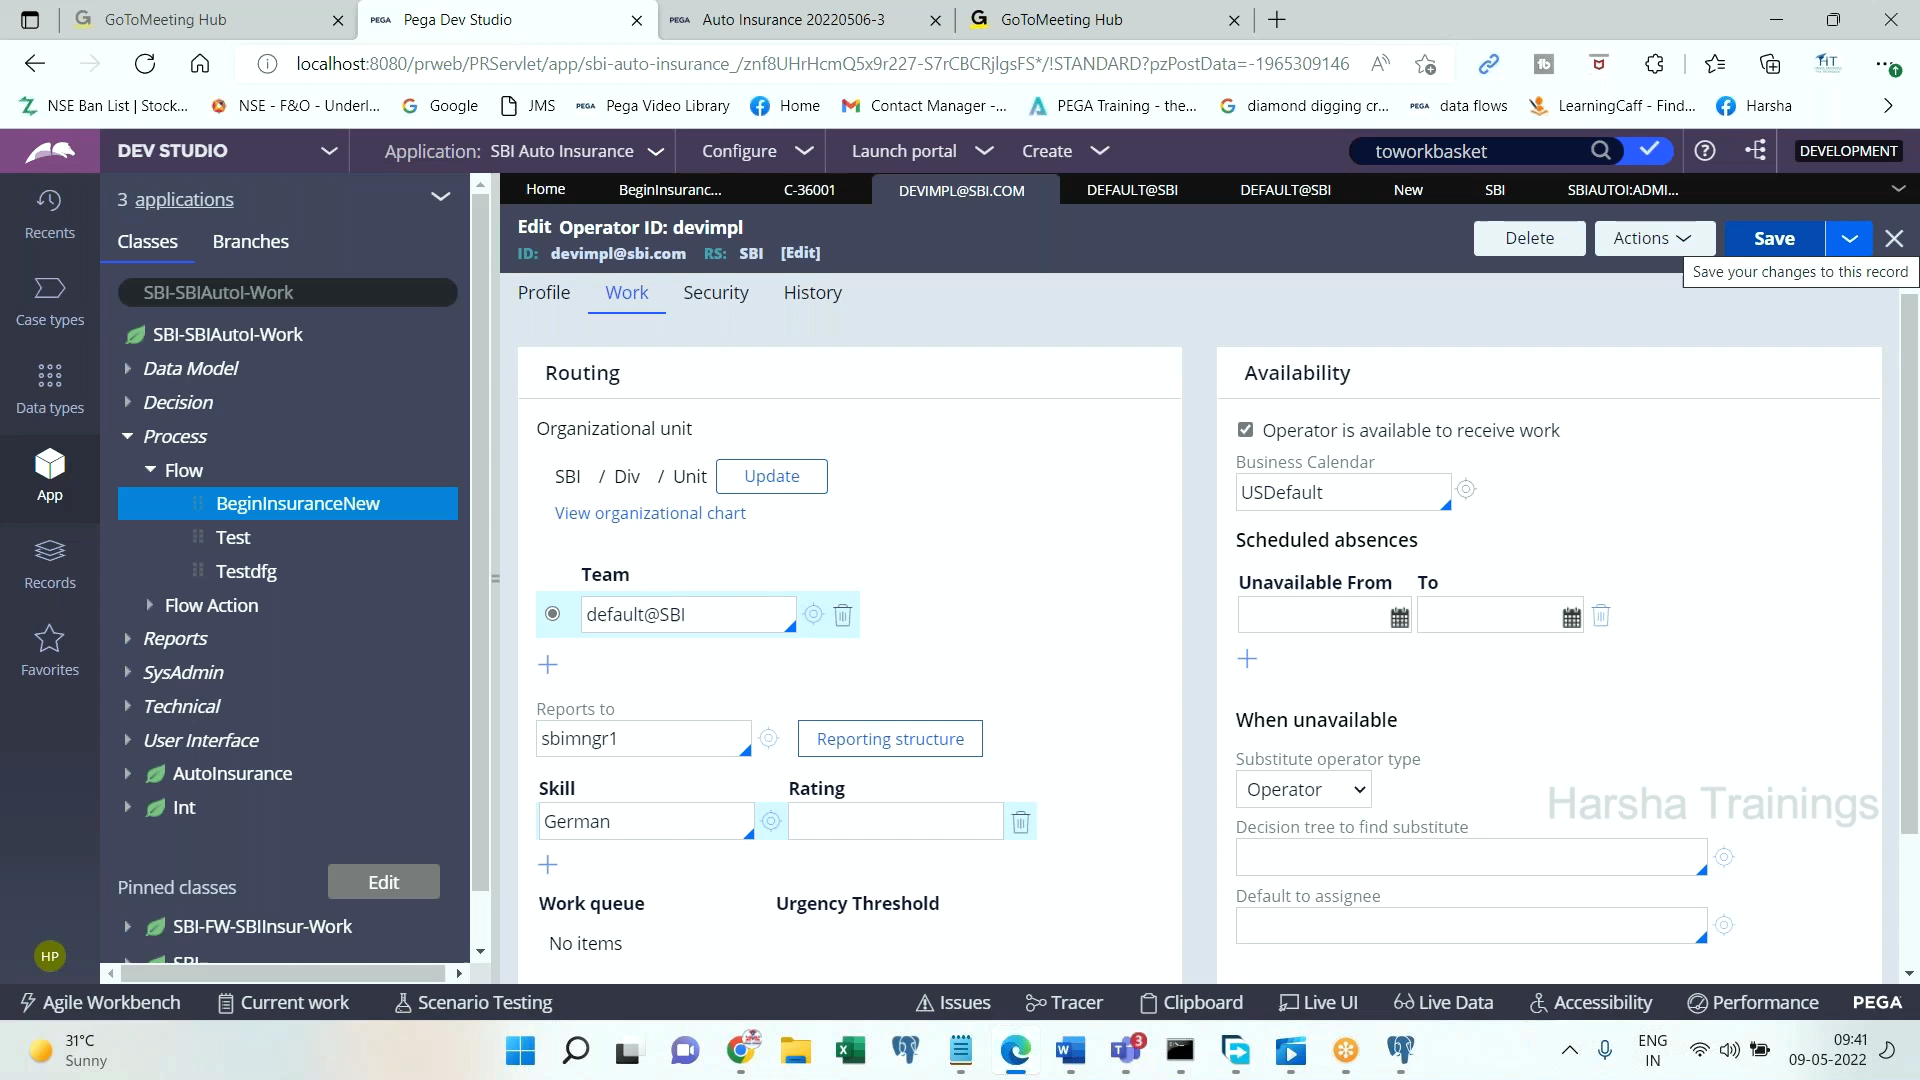 GoToMeeting Hub
PEGA Pega Dev Studio
PEGA Auto Insurance 20220506-3
GoToMeeting Hub
localhost:8080/prweb/PRServlet/app/sbi-auto-insurance_/znf8UHrHcmQ5x9r227-S7rCBCRjlgsFS*/!STANDARD?pzPostData=-1965309146
NSE Ban List | Stock...
NSE - F&O - Underl...
Google
JMS
PEGA Pega Video Library
Home
Contact Manager -...
PEGA Training - the...
diamond digging cr...
PEGA data flows
LearningCaff - Find...
Harsha
DEV STUDIO
Application: SBI Auto Insurance
Configure
Launch portal
Create
toworkbasket
DEVELOPMENT
Recents
Case types
Data types
App
Records
Favorites
HP
3 applications
Classes
Branches
SBI-SBIAutoI-Work
SBI-SBIAutoI-Work
Data Model
Decision
Process
Flow
BeginInsuranceNew
Test
Testdfg
Flow Action
Reports
SysAdmin
Technical
User Interface
AutoInsurance
Int
Pinned classes
Edit
SBI-FW-SBIInsur-Work
SBI-
Home
BeginInsuranc...
C-36001
DEVIMPL@SBI.COM
DEFAULT@SBI
DEFAULT@SBI
New
SBI
SBIAUTOI:ADMI...
Edit Operator ID: devimpl
ID: devimpl@sbi.com RS: SBI [Edit]
Delete
Actions
Save
Save your changes to this record
Profile
Work
Security
History
Routing
Organizational unit
SBI / Div / Unit
Update
View organizational chart
Team
default@SBI
Reports to
sbimngr1
Reporting structure
Skill
Rating
German
Work queue
Urgency Threshold
No items
Availability
Operator is available to receive work
Business Calendar
USDefault
Scheduled absences
Unavailable From
To
When unavailable
Substitute operator type
Operator
Harsha Trainings
Decision tree to find substitute
Default to assignee
Agile Workbench
Current work
Scenario Testing
Issues
Tracer
Clipboard
Live UI
Live Data
Accessibility
Performance
PEGA
31°C
Sunny
3
ENG
IN
09:41
09-05-2022